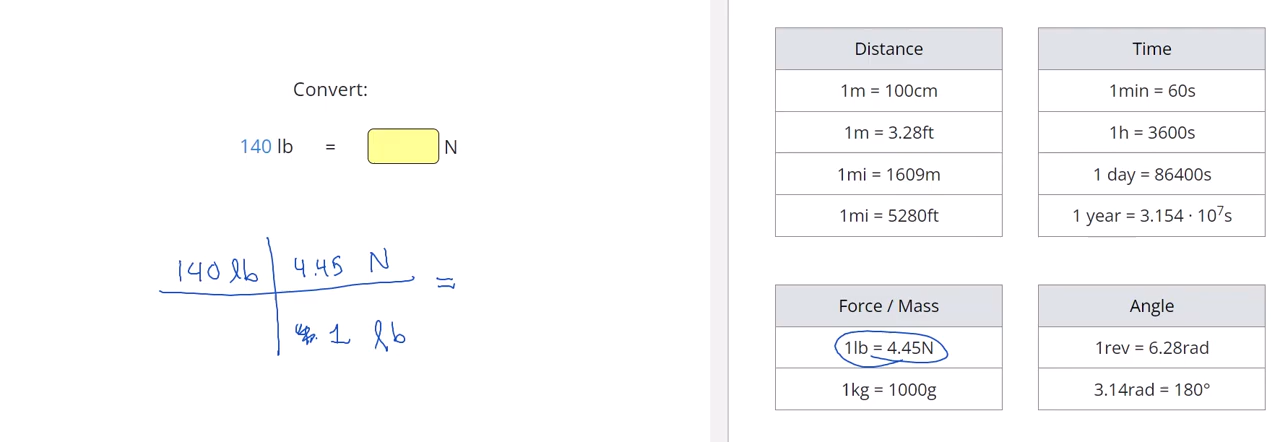 Convert:
140 lb = N
140 lb | 4.45 N =
1 lb
Distance
1m = 100cm
1m = 3.28ft
1mi = 1609m
1mi = 5280ft
Time
1min = 60s
1h = 3600s
1 day = 86400s
1 year = 3.154 · 10⁷s
Force / Mass
1lb = 4.45N
1kg = 1000g
Angle
1rev = 6.28rad
3.14rad = 180°